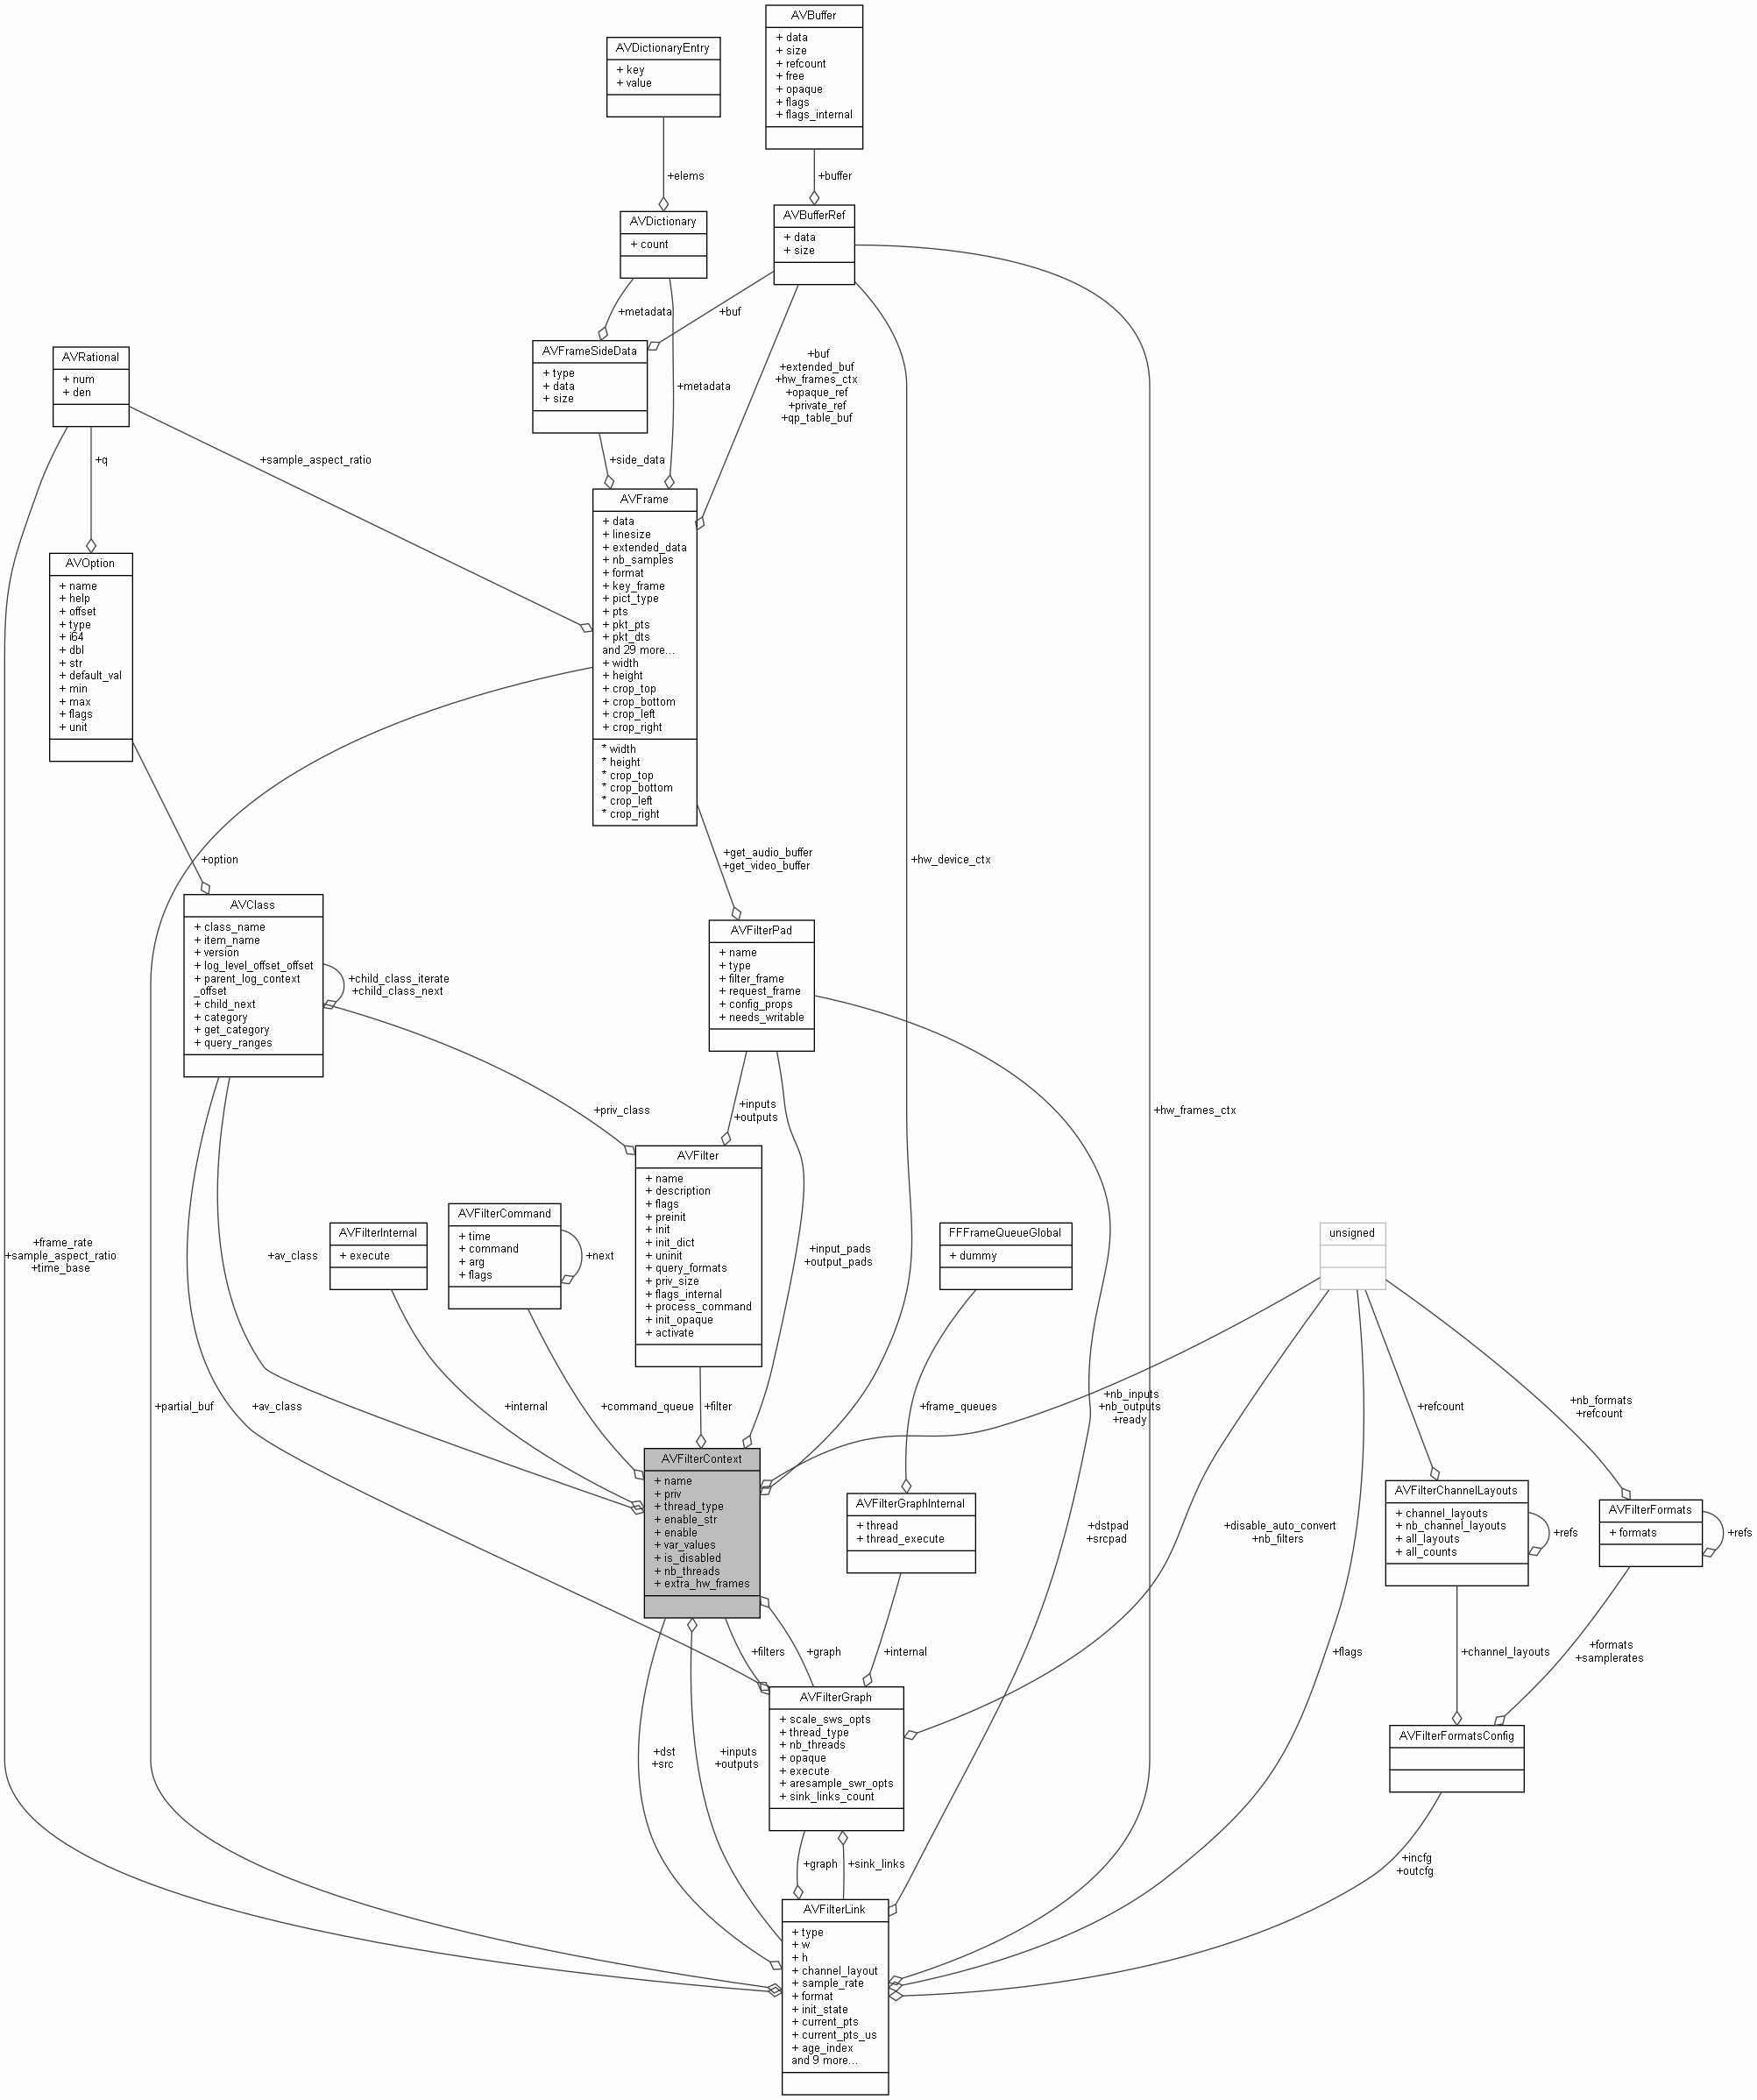 AVBuffer
+ data
+ size
+ refcount
+ free
+ opaque
+ flags
+ flags_internal
AVDictionaryEntry
+ key
+ value
+elems
+buffer
AVDictionary
+ count
AVBufferRef
+ data
+ size
+metadata
+buf
AVFrameSideData
+ type
+ data
+ size
AVRational
+ num
+ den
+metadata
+buf
+extended_buf
+hw_frames_ctx
+opaque_ref
+private_ref
+qp_table_buf
+q
+sample_aspect_ratio
+side_data
AVFrame
+ data
+ linesize
+ extended_data
+ nb_samples
+ format
+ key_frame
+ pict_type
+ pts
+ pkt_pts
+ pkt_dts
and 29 more...
+ width
+ height
+ crop_top
+ crop_bottom
+ crop_left
+ crop_right
* width
* height
* crop_top
* crop_bottom
* crop_left
* crop_right
AVOption
+ name
+ help
+ offset
+ type
+ i64
+ dbl
+ str
+ default_val
+ min
+ max
+ flags
+ unit
+option
+get_audio_buffer
+get_video_buffer
+hw_device_ctx
AVClass
+ class_name
+ item_name
+ version
+ log_level_offset_offset
+ parent_log_context
_offset
+ child_next
+ category
+ get_category
+ query_ranges
+child_class_iterate
+child_class_next
AVFilterPad
+ name
+ type
+ filter_frame
+ request_frame
+ config_props
+ needs_writable
+priv_class
+inputs
+outputs
+hw_frames_ctx
AVFilter
+ name
+ description
+ flags
+ preinit
+ init
+ init_dict
+ uninit
+ query_formats
+ priv_size
+ flags_internal
+ process_command
+ init_opaque
+ activate
+frame_rate
+sample_aspect_ratio
+time_base
+av_class
AVFilterInternal
+ execute
AVFilterCommand
+ time
+ command
+ arg
+ flags
+next
+input_pads
+output_pads
FFFrameQueueGlobal
+ dummy
unsigned
+partial_buf
+av_class
+internal
+command_queue
+filter
+frame_queues
+nb_inputs
+nb_outputs
+ready
+refcount
+nb_formats
+refcount
AVFilterContext
+ name
+ priv
+ thread_type
+ enable_str
+ enable
+ var_values
+ is_disabled
+ nb_threads
+ extra_hw_frames
AVFilterGraphInternal
+ thread
+ thread_execute
+dstpad
+srcpad
+disable_auto_convert
+nb_filters
AVFilterChannelLayouts
+ channel_layouts
+ nb_channel_layouts
+ all_layouts
+ all_counts
+refs
AVFilterFormats
+ formats
+refs
+filters
+graph
+internal
+flags
+channel_layouts
+formats
+samplerates
AVFilterGraph
+ scale_sws_opts
+ thread_type
+ nb_threads
+ opaque
+ execute
+ aresample_swr_opts
+ sink_links_count
+dst
+src
+inputs
+outputs
AVFilterFormatsConfig
+graph
+sink_links
+incfg
+outcfg
AVFilterLink
+ type
+ w
+ h
+ channel_layout
+ sample_rate
+ format
+ init_state
+ current_pts
+ current_pts_us
+ age_index
and 9 more...